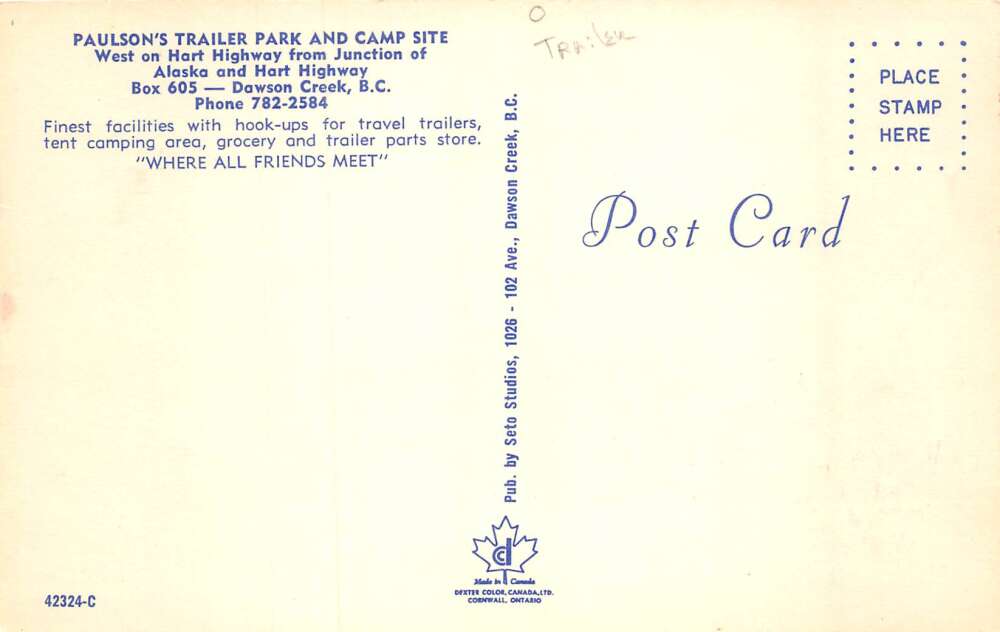 PAULSON'S TRAILER PARK AND CAMP SITE
West on Hart Highway from Junction of
Alaska and Hart Highway
Box 605 — Dawson Creek, B.C.
Phone 782-2584
Finest facilities with hook-ups for travel trailers,
tent camping area, grocery and trailer parts store.
"WHERE ALL FRIENDS MEET"
Trailer
PLACE
STAMP
HERE
Post Card
Pub. by Seto Studios, 1026 - 102 Ave., Dawson Creek, B.C.
Made in Canada
DEXTER COLOR, CANADA, LTD.
CORNWALL, ONTARIO
42324-C